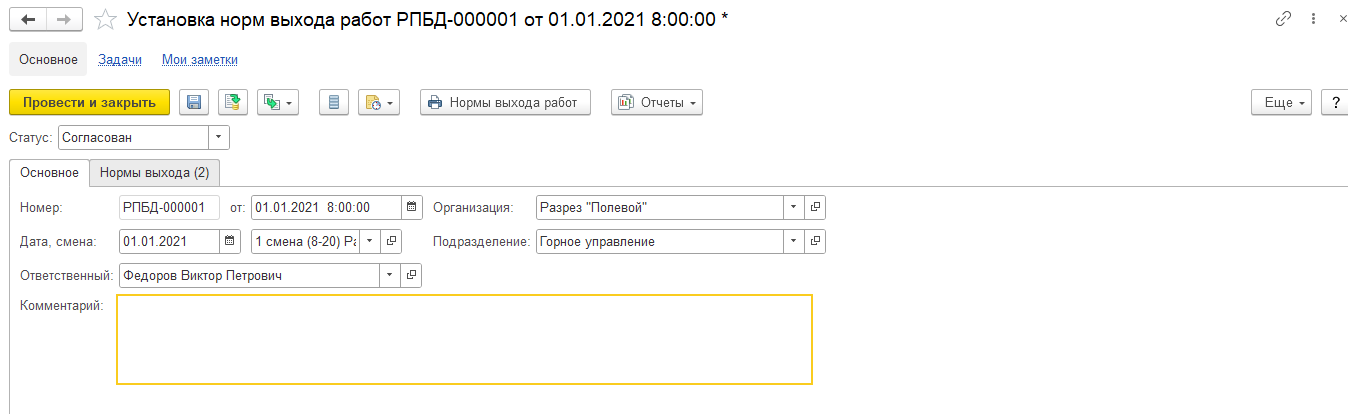 Установка норм выхода работ РПБД-000001 от 01.01.2021 8:00:00 *
Основное Задачи Мои заметки
Провести и закрыть Нормы выхода работ Отчеты Еще ?
Статус: Согласован
Основное Нормы выхода (2)
Номер: РПБД-000001 от: 01.01.2021 8:00:00 Организация: Разрез "Полевой"
Дата, смена: 01.01.2021 1 смена (8-20) Ра Подразделение: Горное управление
Ответственный: Федоров Виктор Петрович
Комментарий: